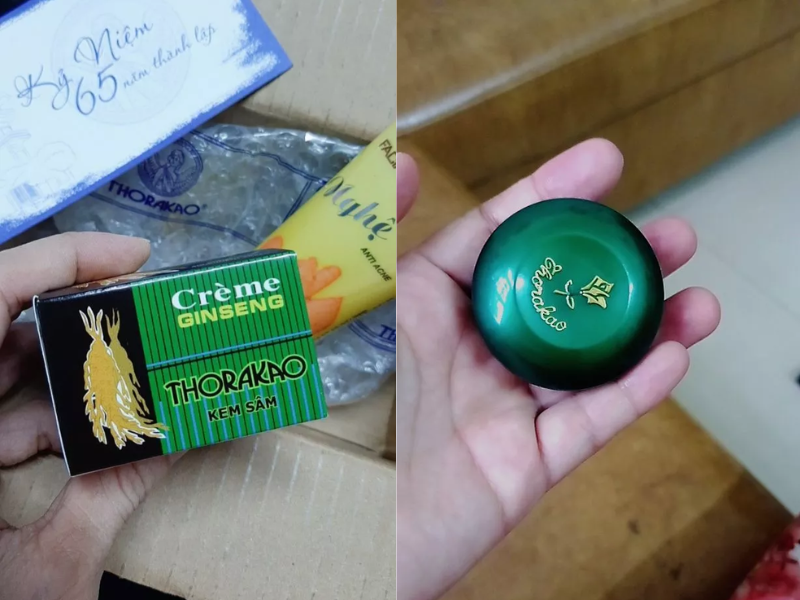 Kỷ Niệm
65 năm thành lập
THORAKAO
Nghệ
ANTI ACNE
Crème
GINSENG
THORAKAO
KEM SÂM
Thorakao